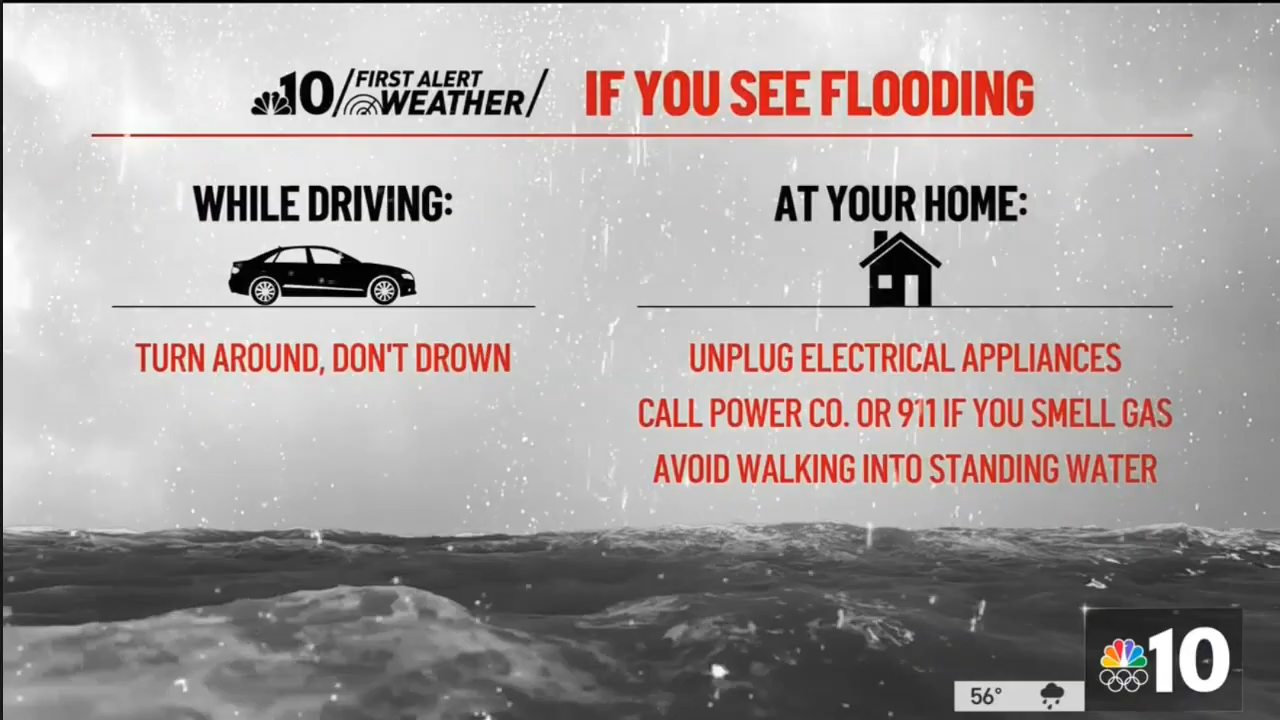 10/FIRST ALERT WEATHER/
IF YOU SEE FLOODING
WHILE DRIVING:
TURN AROUND, DON'T DROWN
AT YOUR HOME:
UNPLUG ELECTRICAL APPLIANCES
CALL POWER CO. OR 911 IF YOU SMELL GAS
AVOID WALKING INTO STANDING WATER
56°
10